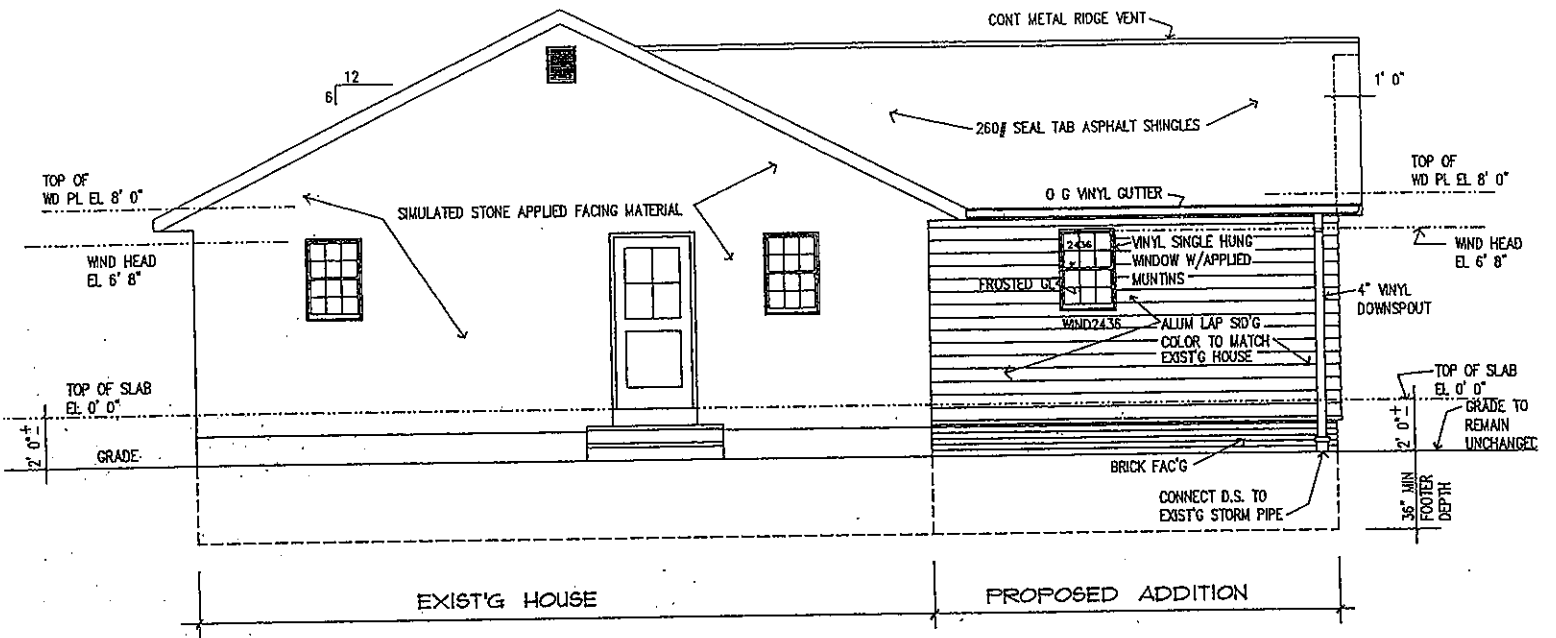 CONT METAL RIDGE VENT
12
6
1' 0"
260# SEAL TAB ASPHALT SHINGLES
TOP OF
WD PL EL 8' 0"
SIMULATED STONE APPLIED FACING MATERIAL
TOP OF
WD PL EL 8' 0"
O G VINYL GUTTER
WIND HEAD
EL 6' 8"
2436
VINYL SINGLE HUNG
WINDOW W/APPLIED
MUNTINS
FROSTED GL
WIND2436
WIND HEAD
EL 6' 8"
4" VINYL
DOWNSPOUT
ALUM LAP SID'G
COLOR TO MATCH
EXIST'G HOUSE
TOP OF SLAB
EL 0' 0"
2' 0"±
GRADE
TOP OF SLAB
EL 0' 0"
2' 0"±
GRADE TO
REMAIN
UNCHANGED
BRICK FAC'G
CONNECT D.S. TO
EXIST'G STORM PIPE
36" MIN
FOOTER
DEPTH
EXIST'G HOUSE
PROPOSED ADDITION